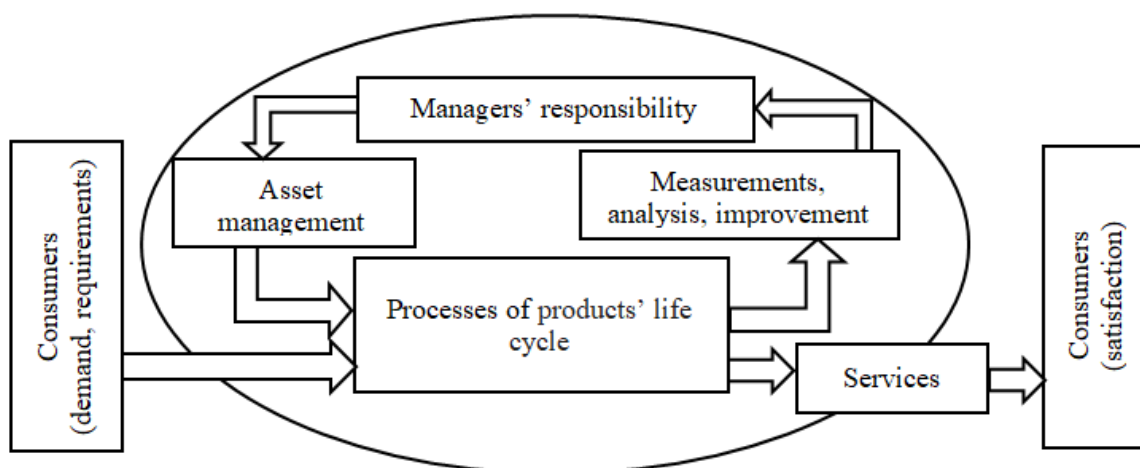 Managers’ responsibility
Consumers
(demand, requirements)
Asset
management
Measurements,
analysis, improvement
Processes of products’ life
cycle
Services
Consumers
(satisfaction)